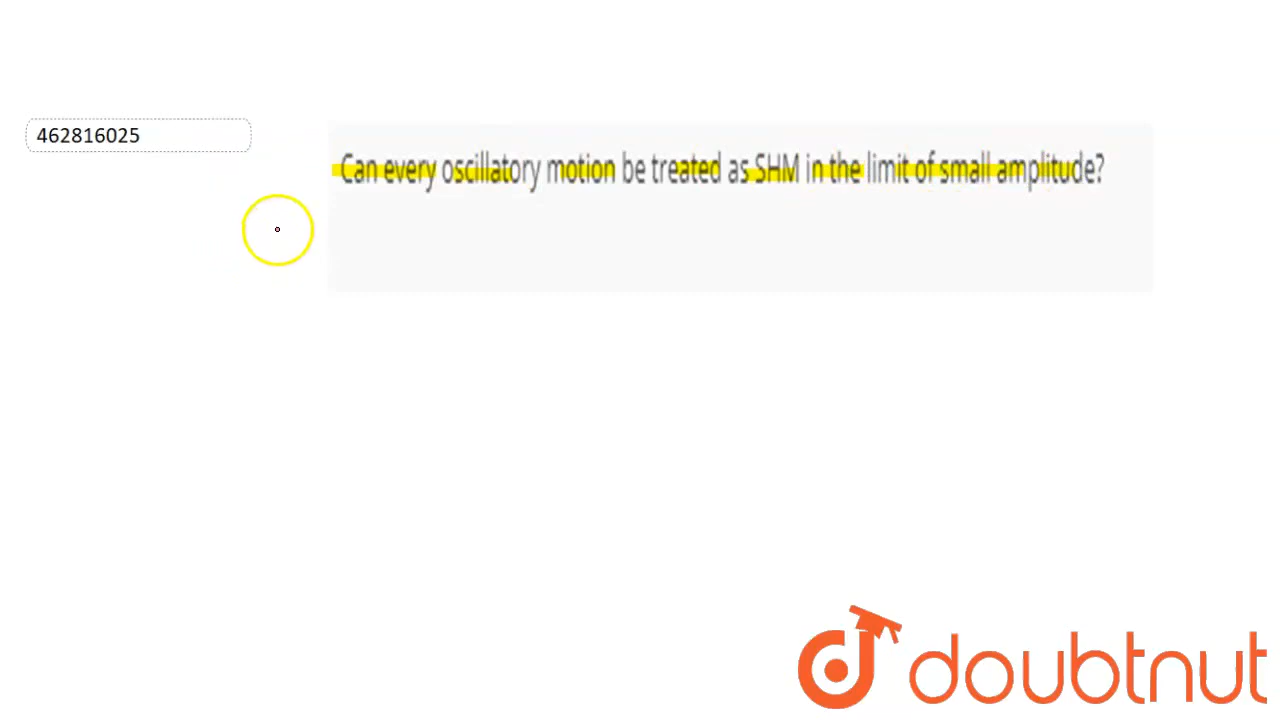 462816025
Can every oscillatory motion be treated as SHM in the limit of small amplitude?
doubtnut